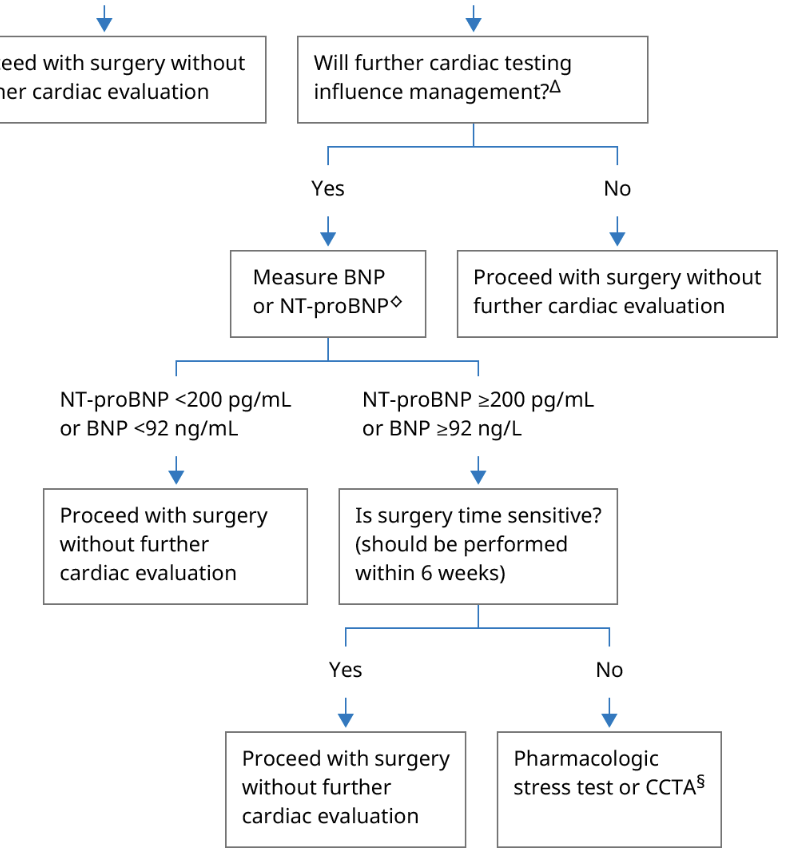 eed with surgery without
her cardiac evaluation
Will further cardiac testing
influence management?Δ
Yes
No
Measure BNP
or NT-proBNP◇
Proceed with surgery without
further cardiac evaluation
NT-proBNP <200 pg/mL
or BNP <92 ng/mL
NT-proBNP ≥200 pg/mL
or BNP ≥92 ng/L
Proceed with surgery
without further
cardiac evaluation
Is surgery time sensitive?
(should be performed
within 6 weeks)
Yes
No
Proceed with surgery
without further
cardiac evaluation
Pharmacologic
stress test or CCTA§